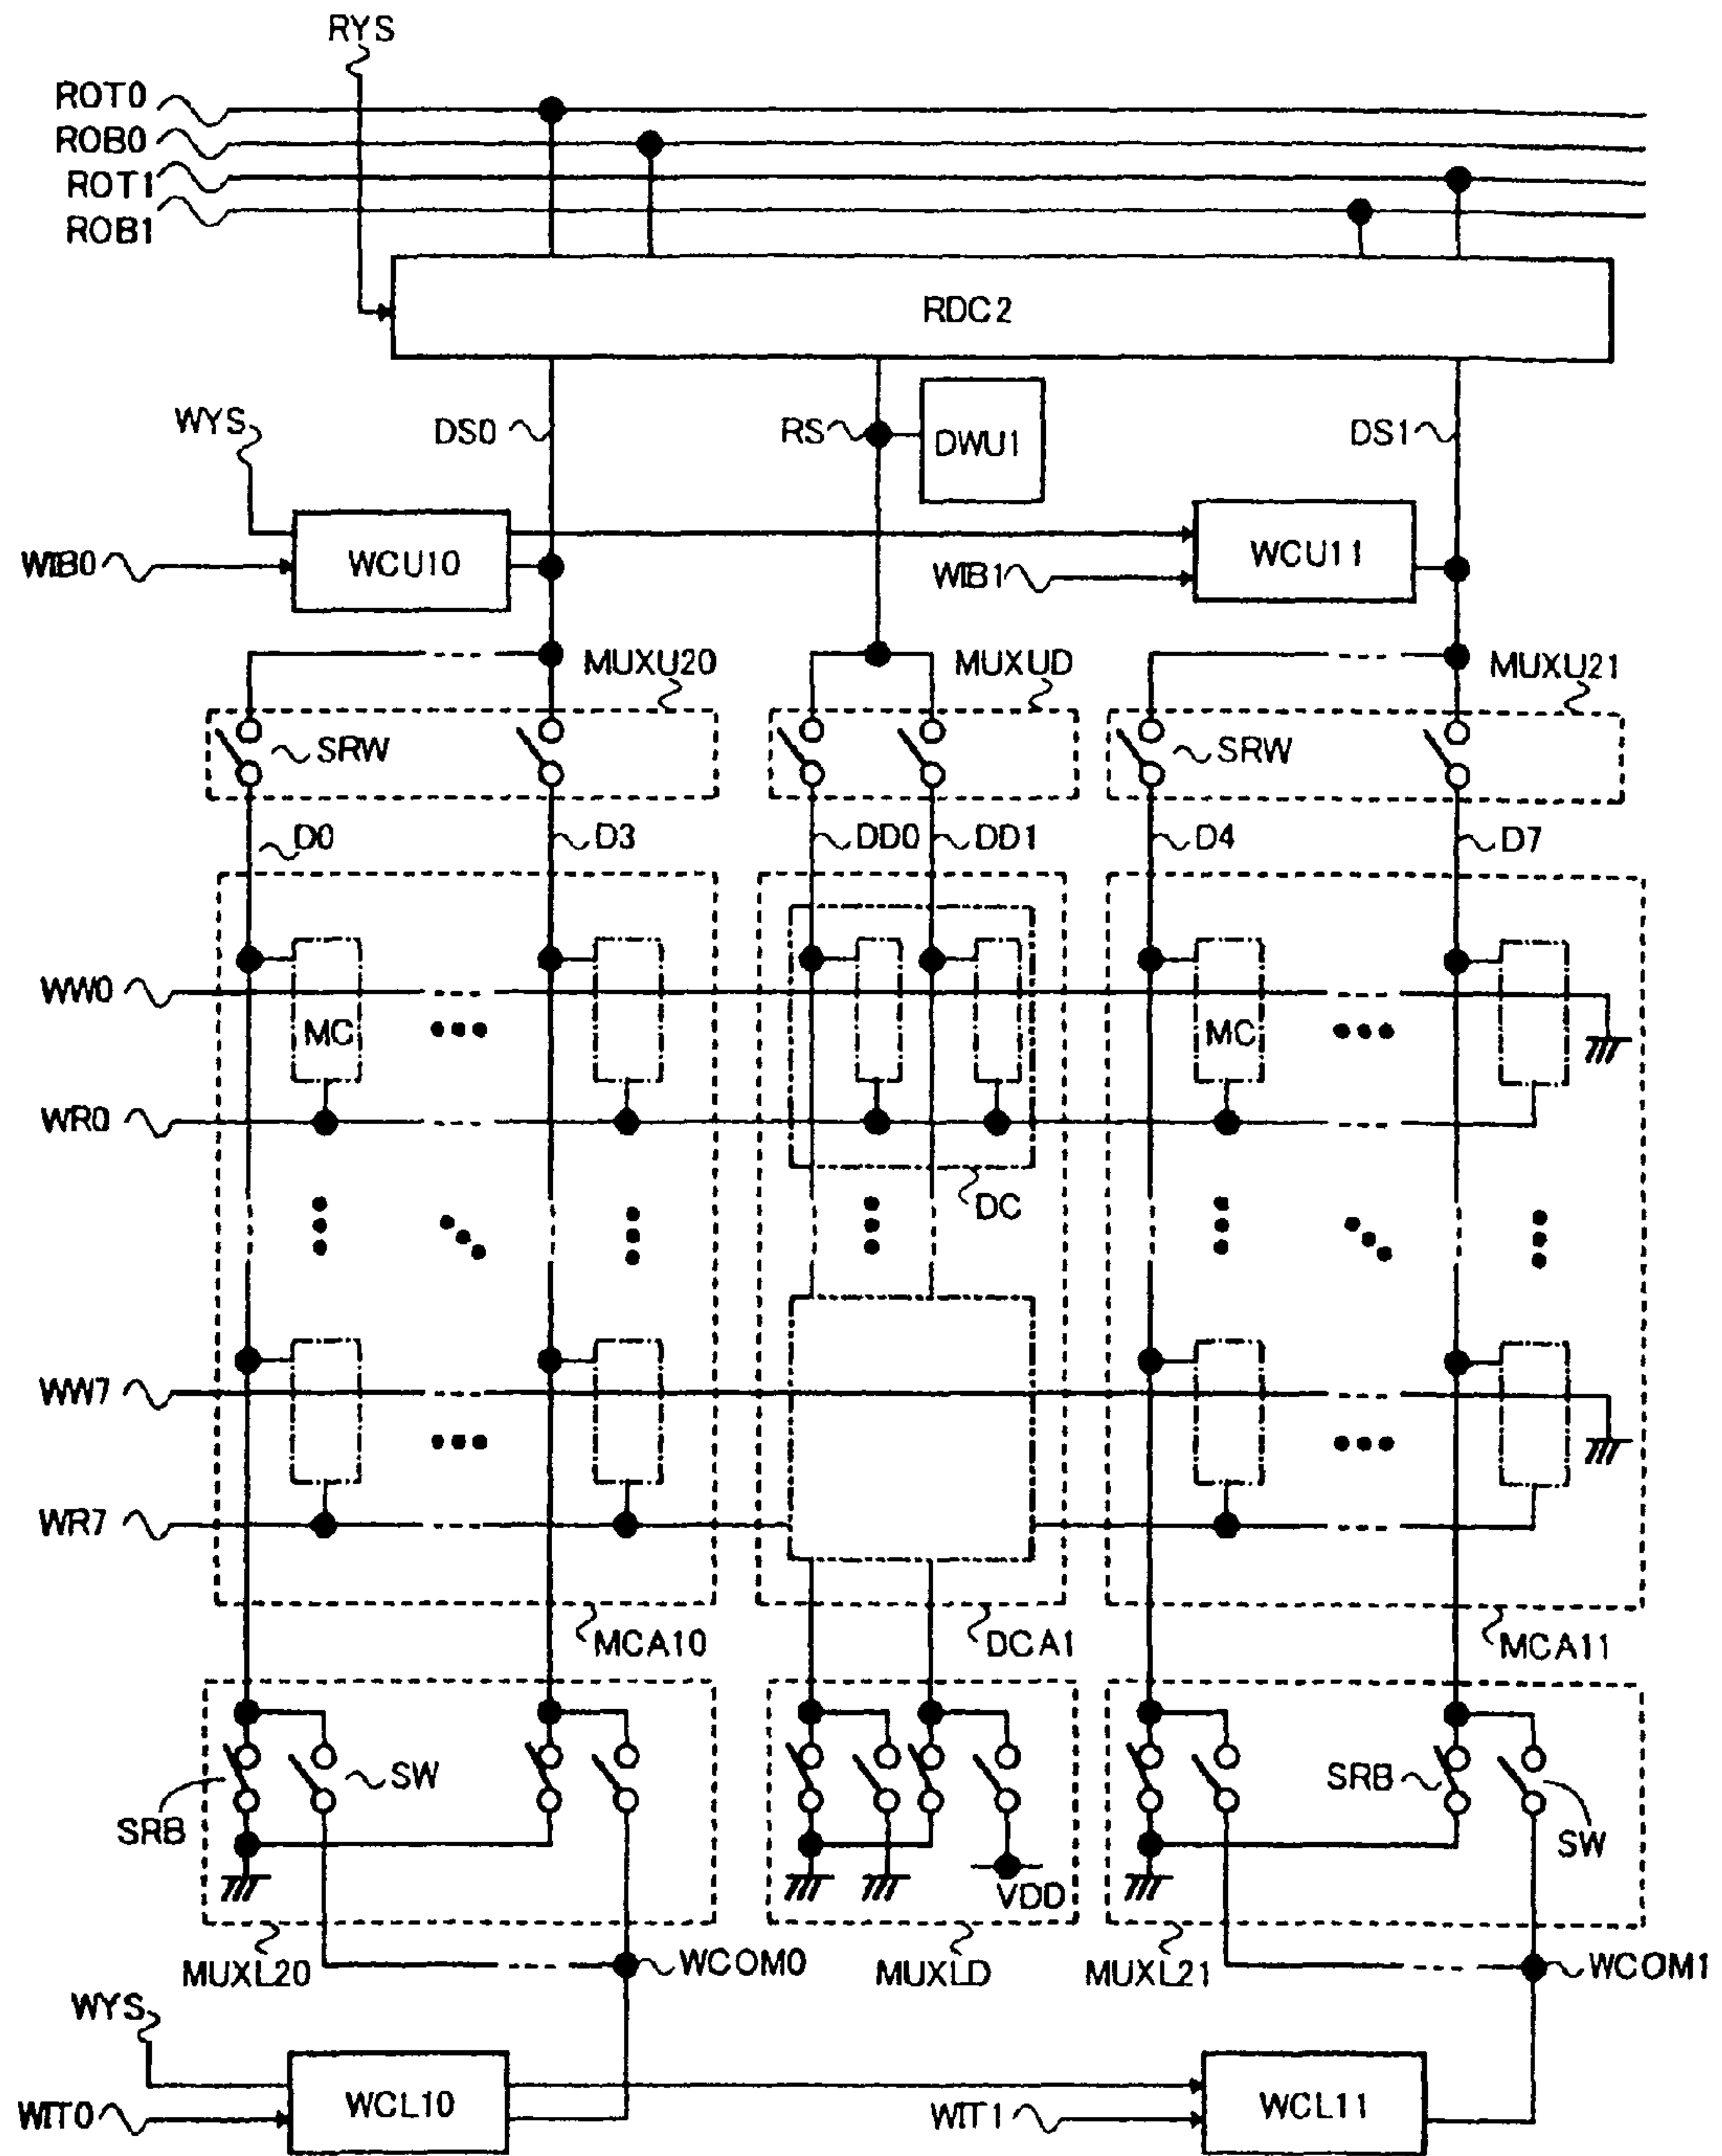 RYS
ROT0
ROB0
ROT1
ROB1
RDC2
WYS
DS0
RS
DWU1
DS1
WIB0
WCU10
WIB1
WCU11
MUXU20
MUXUD
MUXU21
SRW
SRW
D0
D3
DD0
DD1
D4
D7
WW0
MC
MC
WR0
DC
WW7
WR7
MCA10
DCA1
MCA11
SRB
SW
SRB
SW
VDD
MUXL20
WCOM0
MUXLD
MUXL21
WCOM1
WYS
WIT0
WCL10
WIT1
WCL11